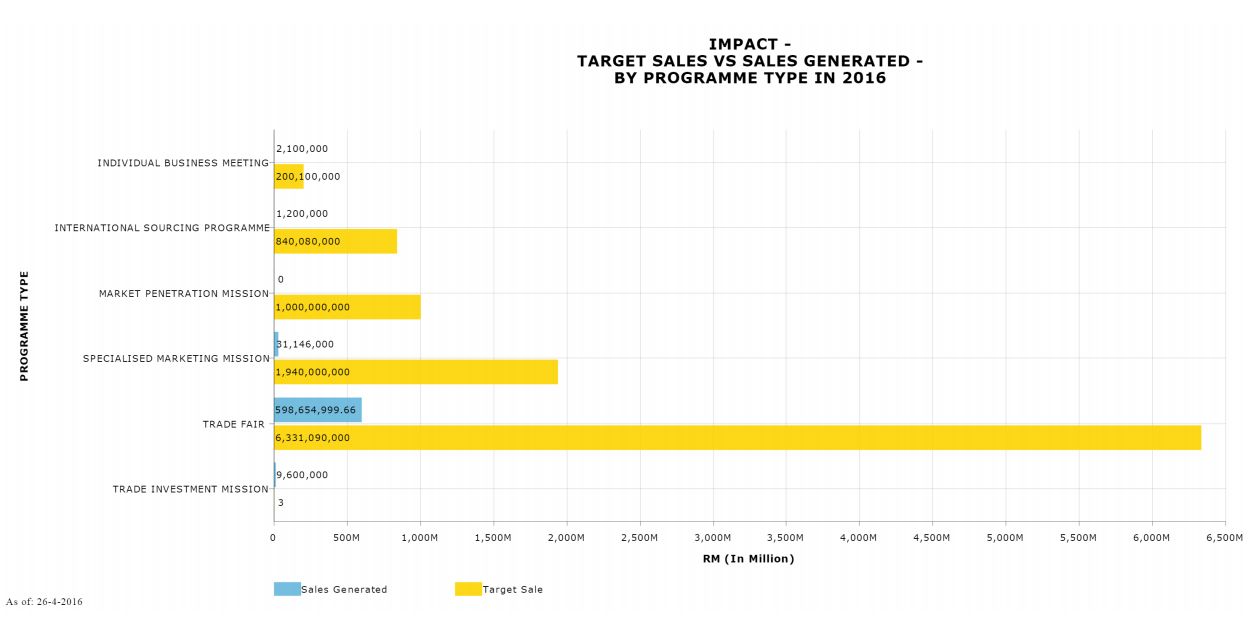 IMPACT -
TARGET SALES VS SALES GENERATED -
BY PROGRAMME TYPE IN 2016
PROGRAMME TYPE
INDIVIDUAL BUSINESS MEETING
2,100,000
200,100,000
INTERNATIONAL SOURCING PROGRAMME
1,200,000
840,080,000
MARKET PENETRATION MISSION
0
1,000,000,000
SPECIALISED MARKETING MISSION
31,146,000
1,940,000,000
TRADE FAIR
598,654,999.66
6,331,090,000
TRADE INVESTMENT MISSION
9,600,000
3
0 500M 1,000M 1,500M 2,000M 2,500M 3,000M 3,500M 4,000M 4,500M 5,000M 5,500M 6,000M 6,500M
RM (In Million)
Sales Generated Target Sale
As of: 26-4-2016